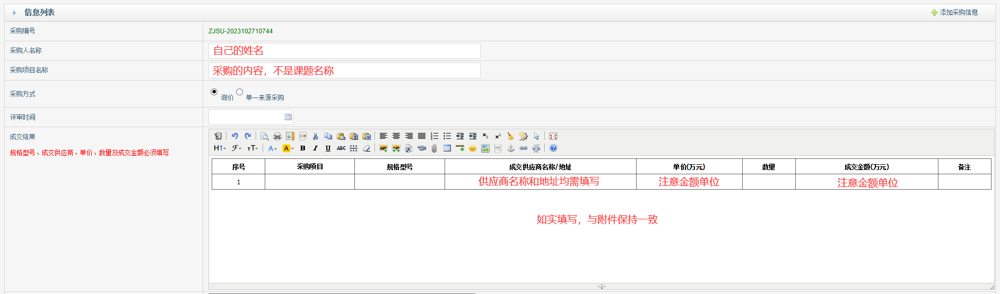 信息列表
添加采购信息
采购编号
ZJSU-2023102710744
采购人名称
自己的姓名
采购项目名称
采购的内容，不是课题名称
采购方式
询价
单一来源采购
评审时间
成交结果
规格型号、成交供应商、单价、数量及成交金额必须填写
H1 F тT A A B I U ABC
序号 采购项目 规格型号 成交供应商名称/地址 单价(万元) 数量 成交金额(万元) 备注
1 供应商名称和地址均需填写 注意金额单位 注意金额单位
如实填写，与附件保持一致